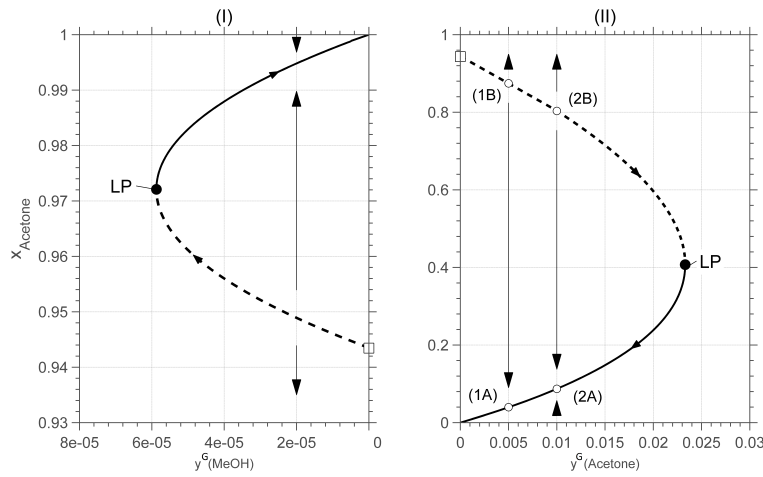 (I)
1
0.99
0.98
0.97
0.96
0.95
0.94
0.93
x_Acetone
LP
8e-05 6e-05 4e-05 2e-05 0
y^G(MeOH)
(II)
1
0.8
0.6
0.4
0.2
0
(1B)
(2B)
LP
(1A)
(2A)
0 0.005 0.01 0.015 0.02 0.025 0.03
y^G(Acetone)